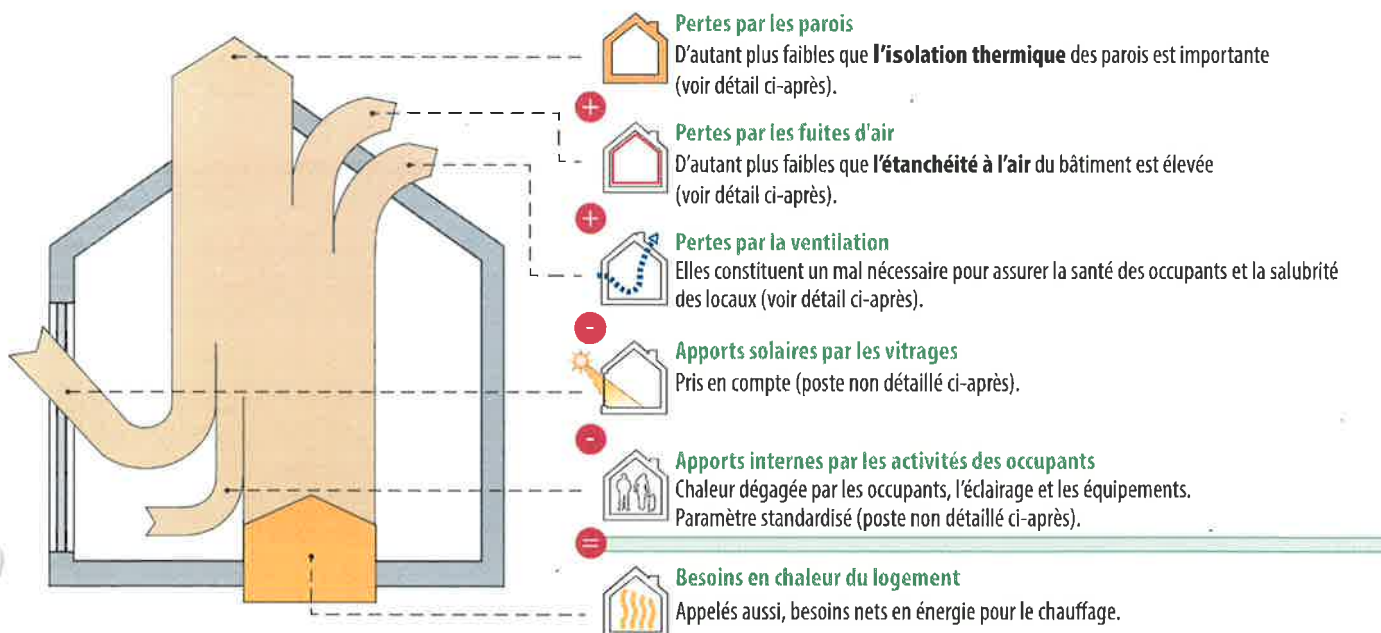 Pertes par les parois
D'autant plus faibles que l'isolation thermique des parois est importante
(voir détail ci-après).
+
Pertes par les fuites d'air
D'autant plus faibles que l'étanchéité à l'air du bâtiment est élevée
(voir détail ci-après).
+
Pertes par la ventilation
Elles constituent un mal nécessaire pour assurer la santé des occupants et la salubrité
des locaux (voir détail ci-après).
-
Apports solaires par les vitrages
Pris en compte (poste non détaillé ci-après).
-
Apports internes par les activités des occupants
Chaleur dégagée par les occupants, l'éclairage et les équipements.
Paramètre standardisé (poste non détaillé ci-après).
=
Besoins en chaleur du logement
Appelés aussi, besoins nets en énergie pour le chauffage.